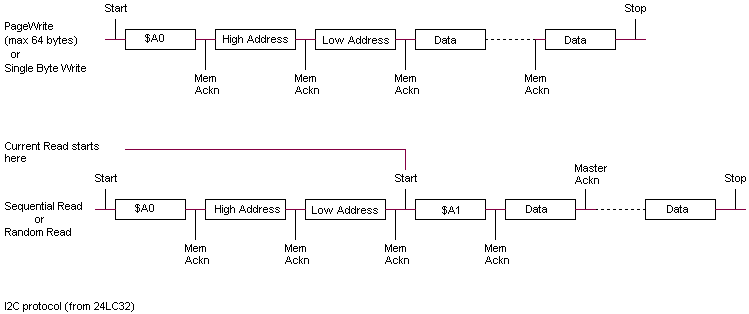 Start
Stop
PageWrite
(max 64 bytes)
or
Single Byte Write
$A0
High Address
Low Address
Data
Data
Mem
Ackn
Mem
Ackn
Mem
Ackn
Mem
Ackn
Current Read starts
here
Start
Start
Master
Ackn
Stop
Sequential Read
or
Random Read
$A0
High Address
Low Address
$A1
Data
Data
Mem
Ackn
Mem
Ackn
Mem
Ackn
Mem
Ackn
I2C protocol (from 24LC32)